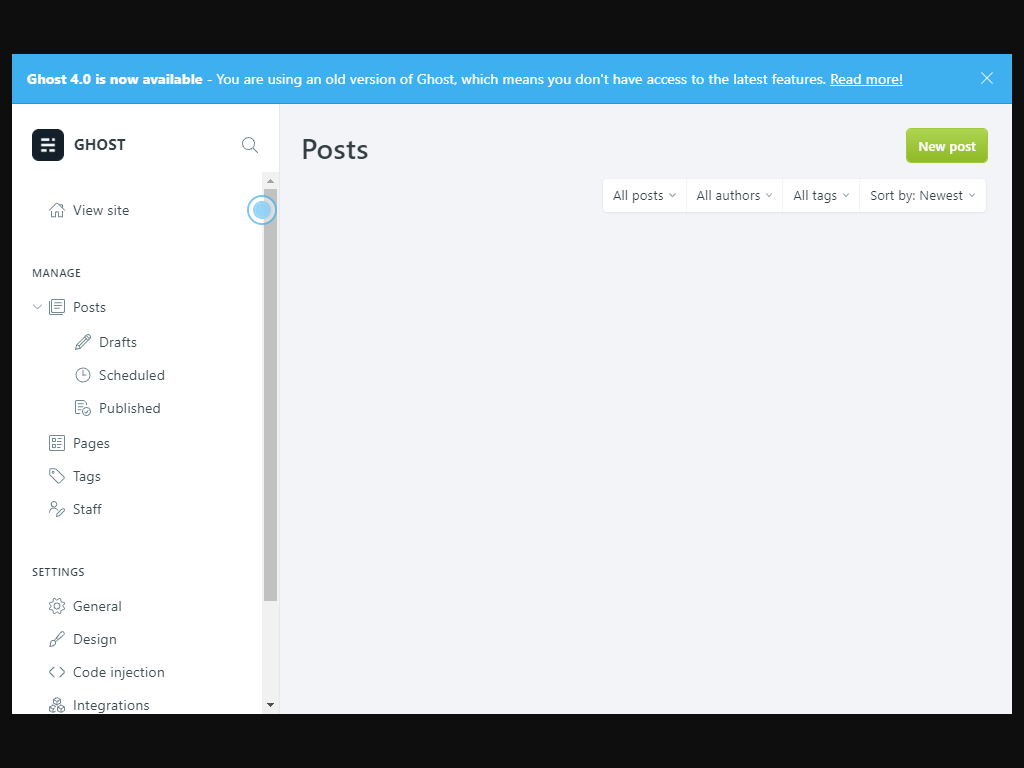 Ghost 4.0 is now available - You are using an old version of Ghost, which means you don't have access to the latest features. Read more!
GHOST
Posts
New post
View site
All posts
All authors
All tags
Sort by: Newest
MANAGE
Posts
Drafts
Scheduled
Published
Pages
Tags
Staff
SETTINGS
General
Design
Code injection
Integrations